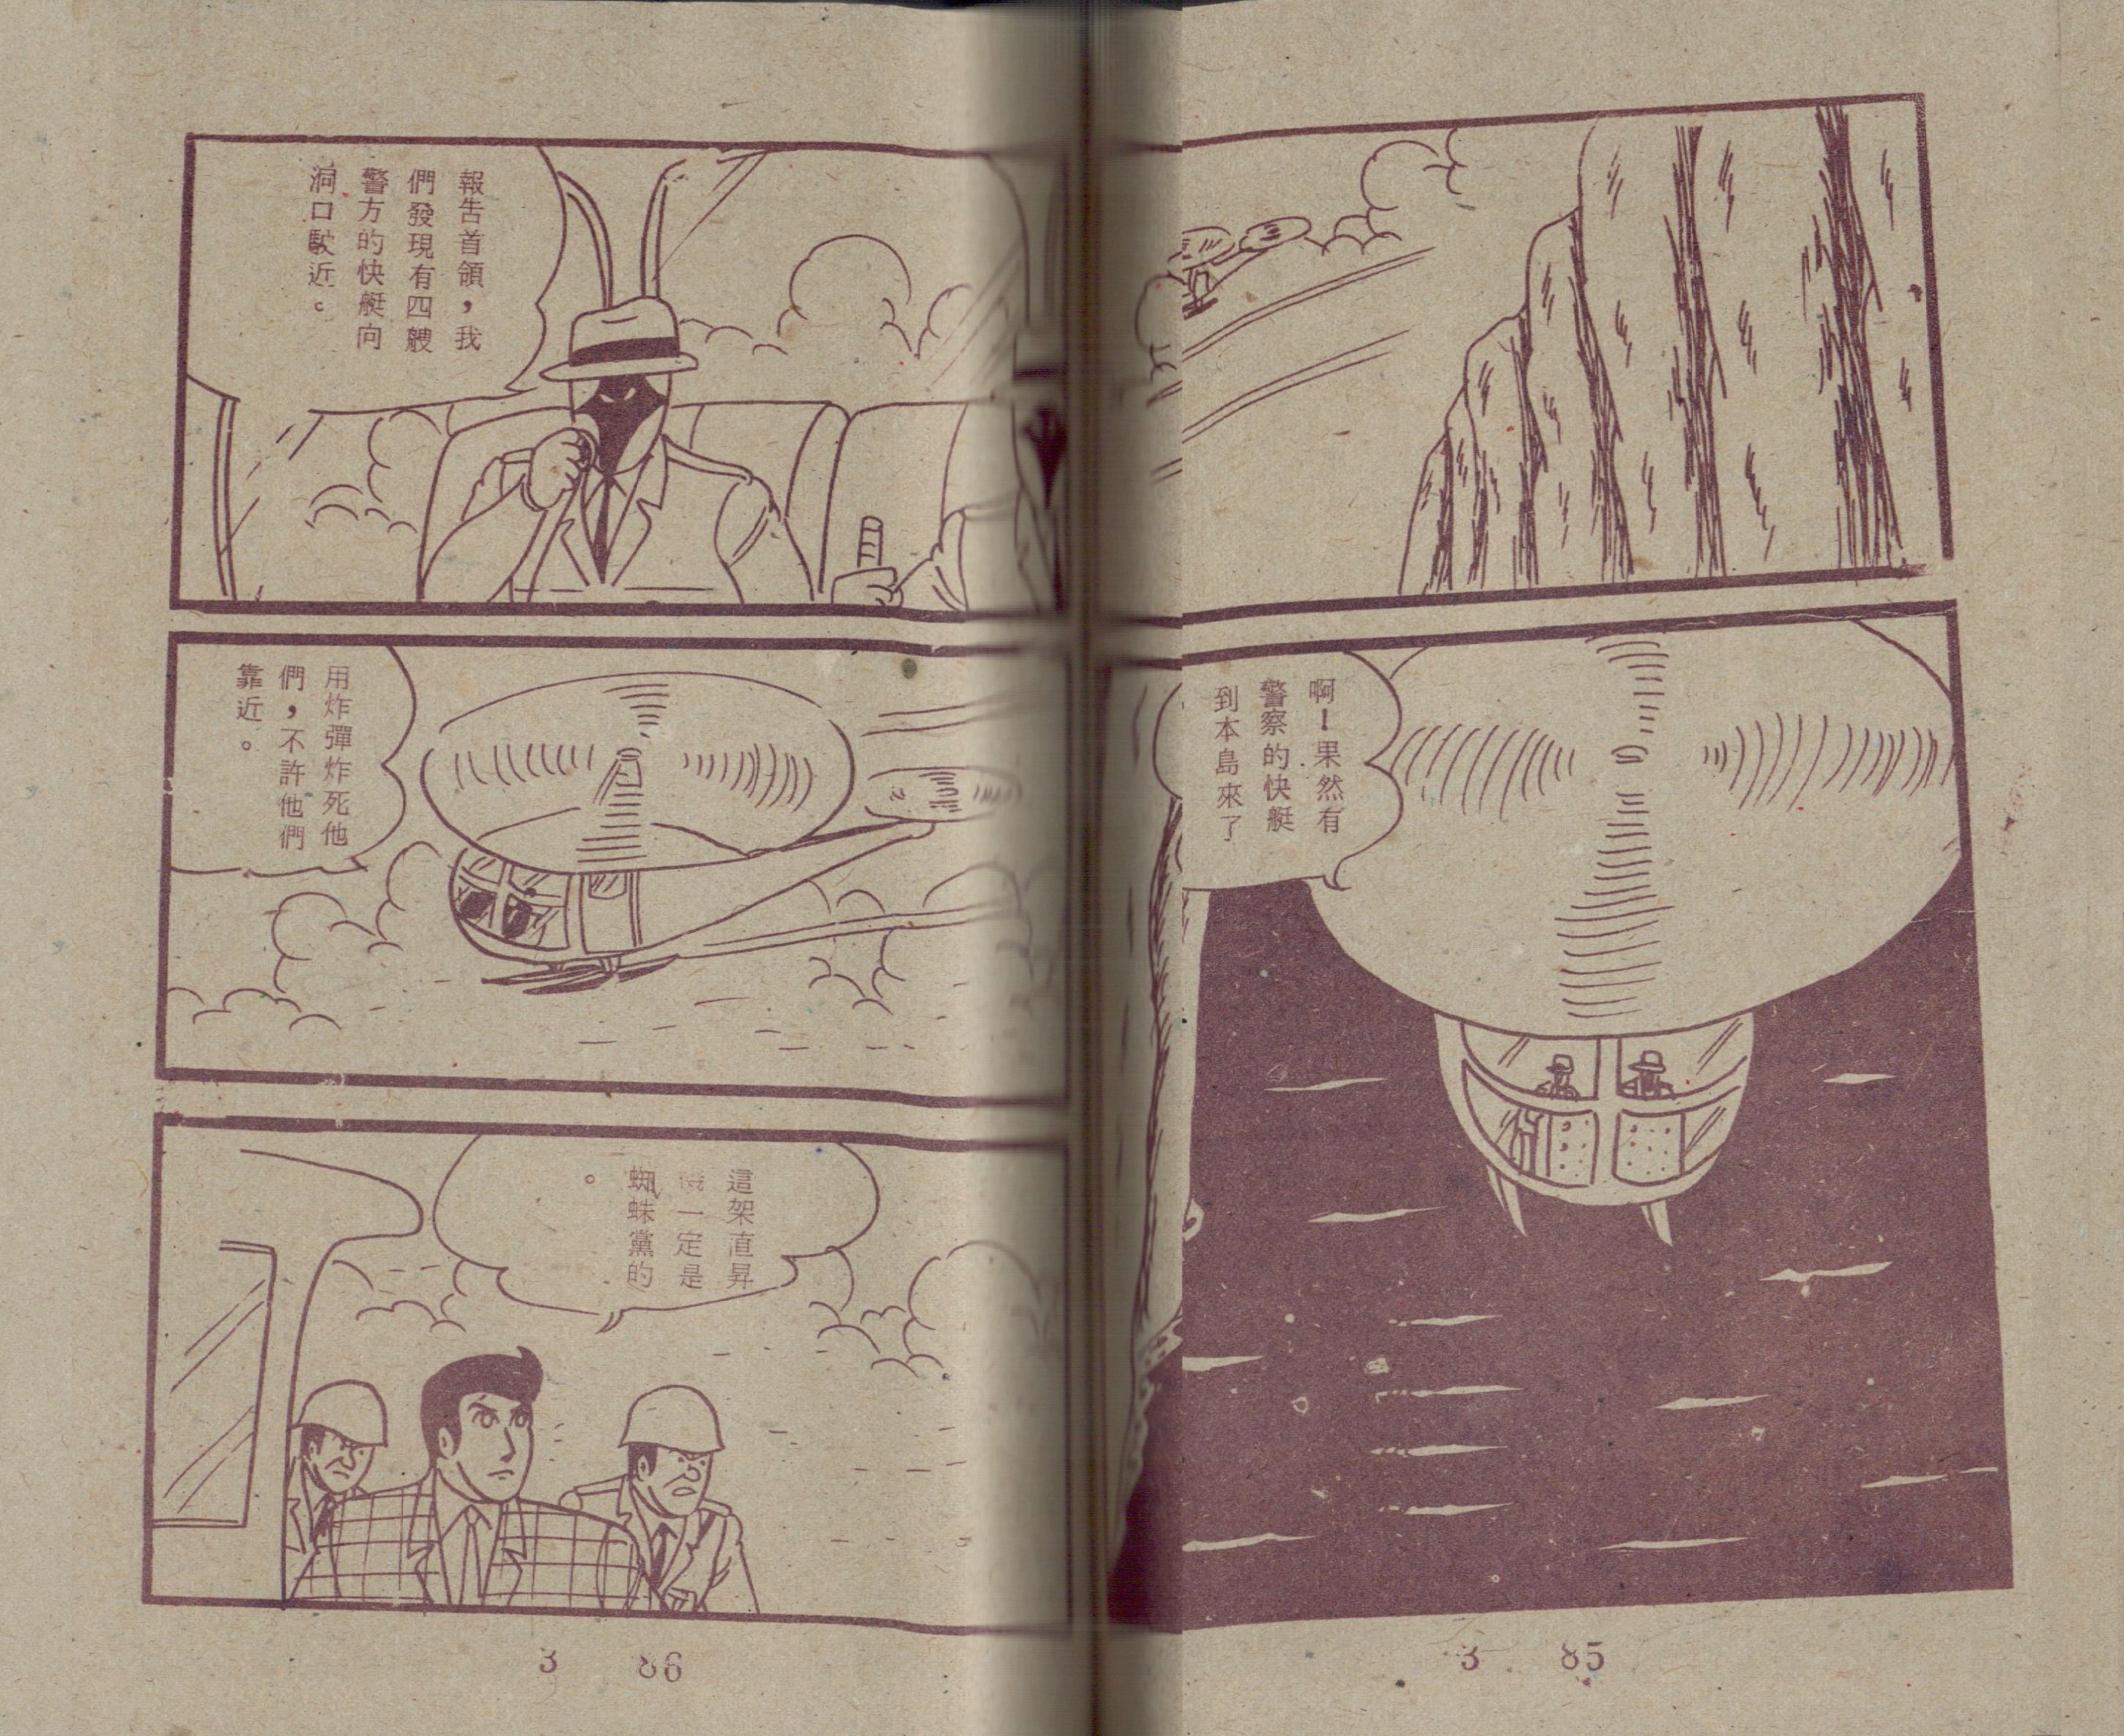 啊！果然有
警察的快艇
到本島來了
3 85
報告首領，我
們發現有四艘
警方的快艇向
洞口駛近。
用炸彈炸死他
們，不許他們
靠近。
這架直昇
機一定是
蜘蛛黨的
。
3 86